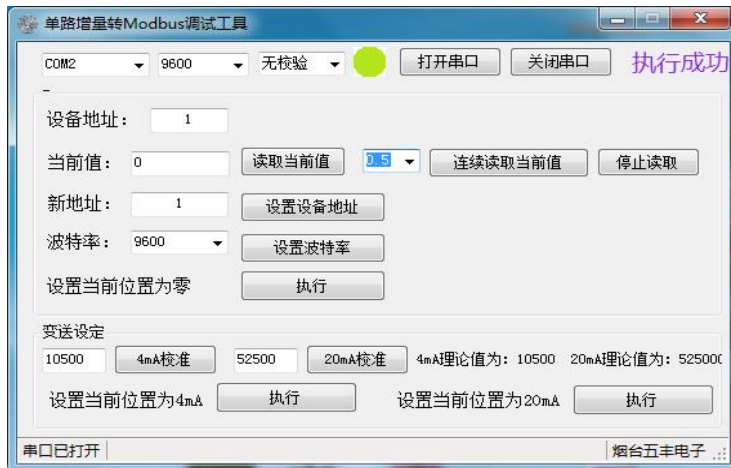 单路增量转Modbus调试工具
COM2 9600 无校验 打开串口 关闭串口 执行成功
设备地址： 1
当前值： 0 读取当前值 0.5 连续读取当前值 停止读取
新地址： 1 设置设备地址
波特率： 9600 设置波特率
设置当前位置为零 执行
变送设定
10500 4mA校准 52500 20mA校准 4mA理论值为：10500 20mA理论值为：525000
设置当前位置为4mA 执行 设置当前位置为20mA 执行
串口已打开 烟台五丰电子